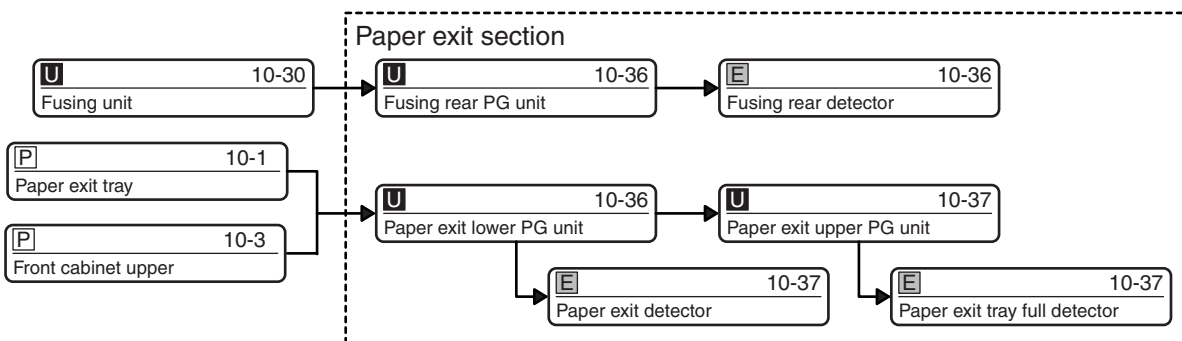 Paper exit section
U 10-30
Fusing unit
U 10-36
Fusing rear PG unit
E 10-36
Fusing rear detector
P 10-1
Paper exit tray
P 10-3
Front cabinet upper
U 10-36
Paper exit lower PG unit
U 10-37
Paper exit upper PG unit
E 10-37
Paper exit detector
E 10-37
Paper exit tray full detector